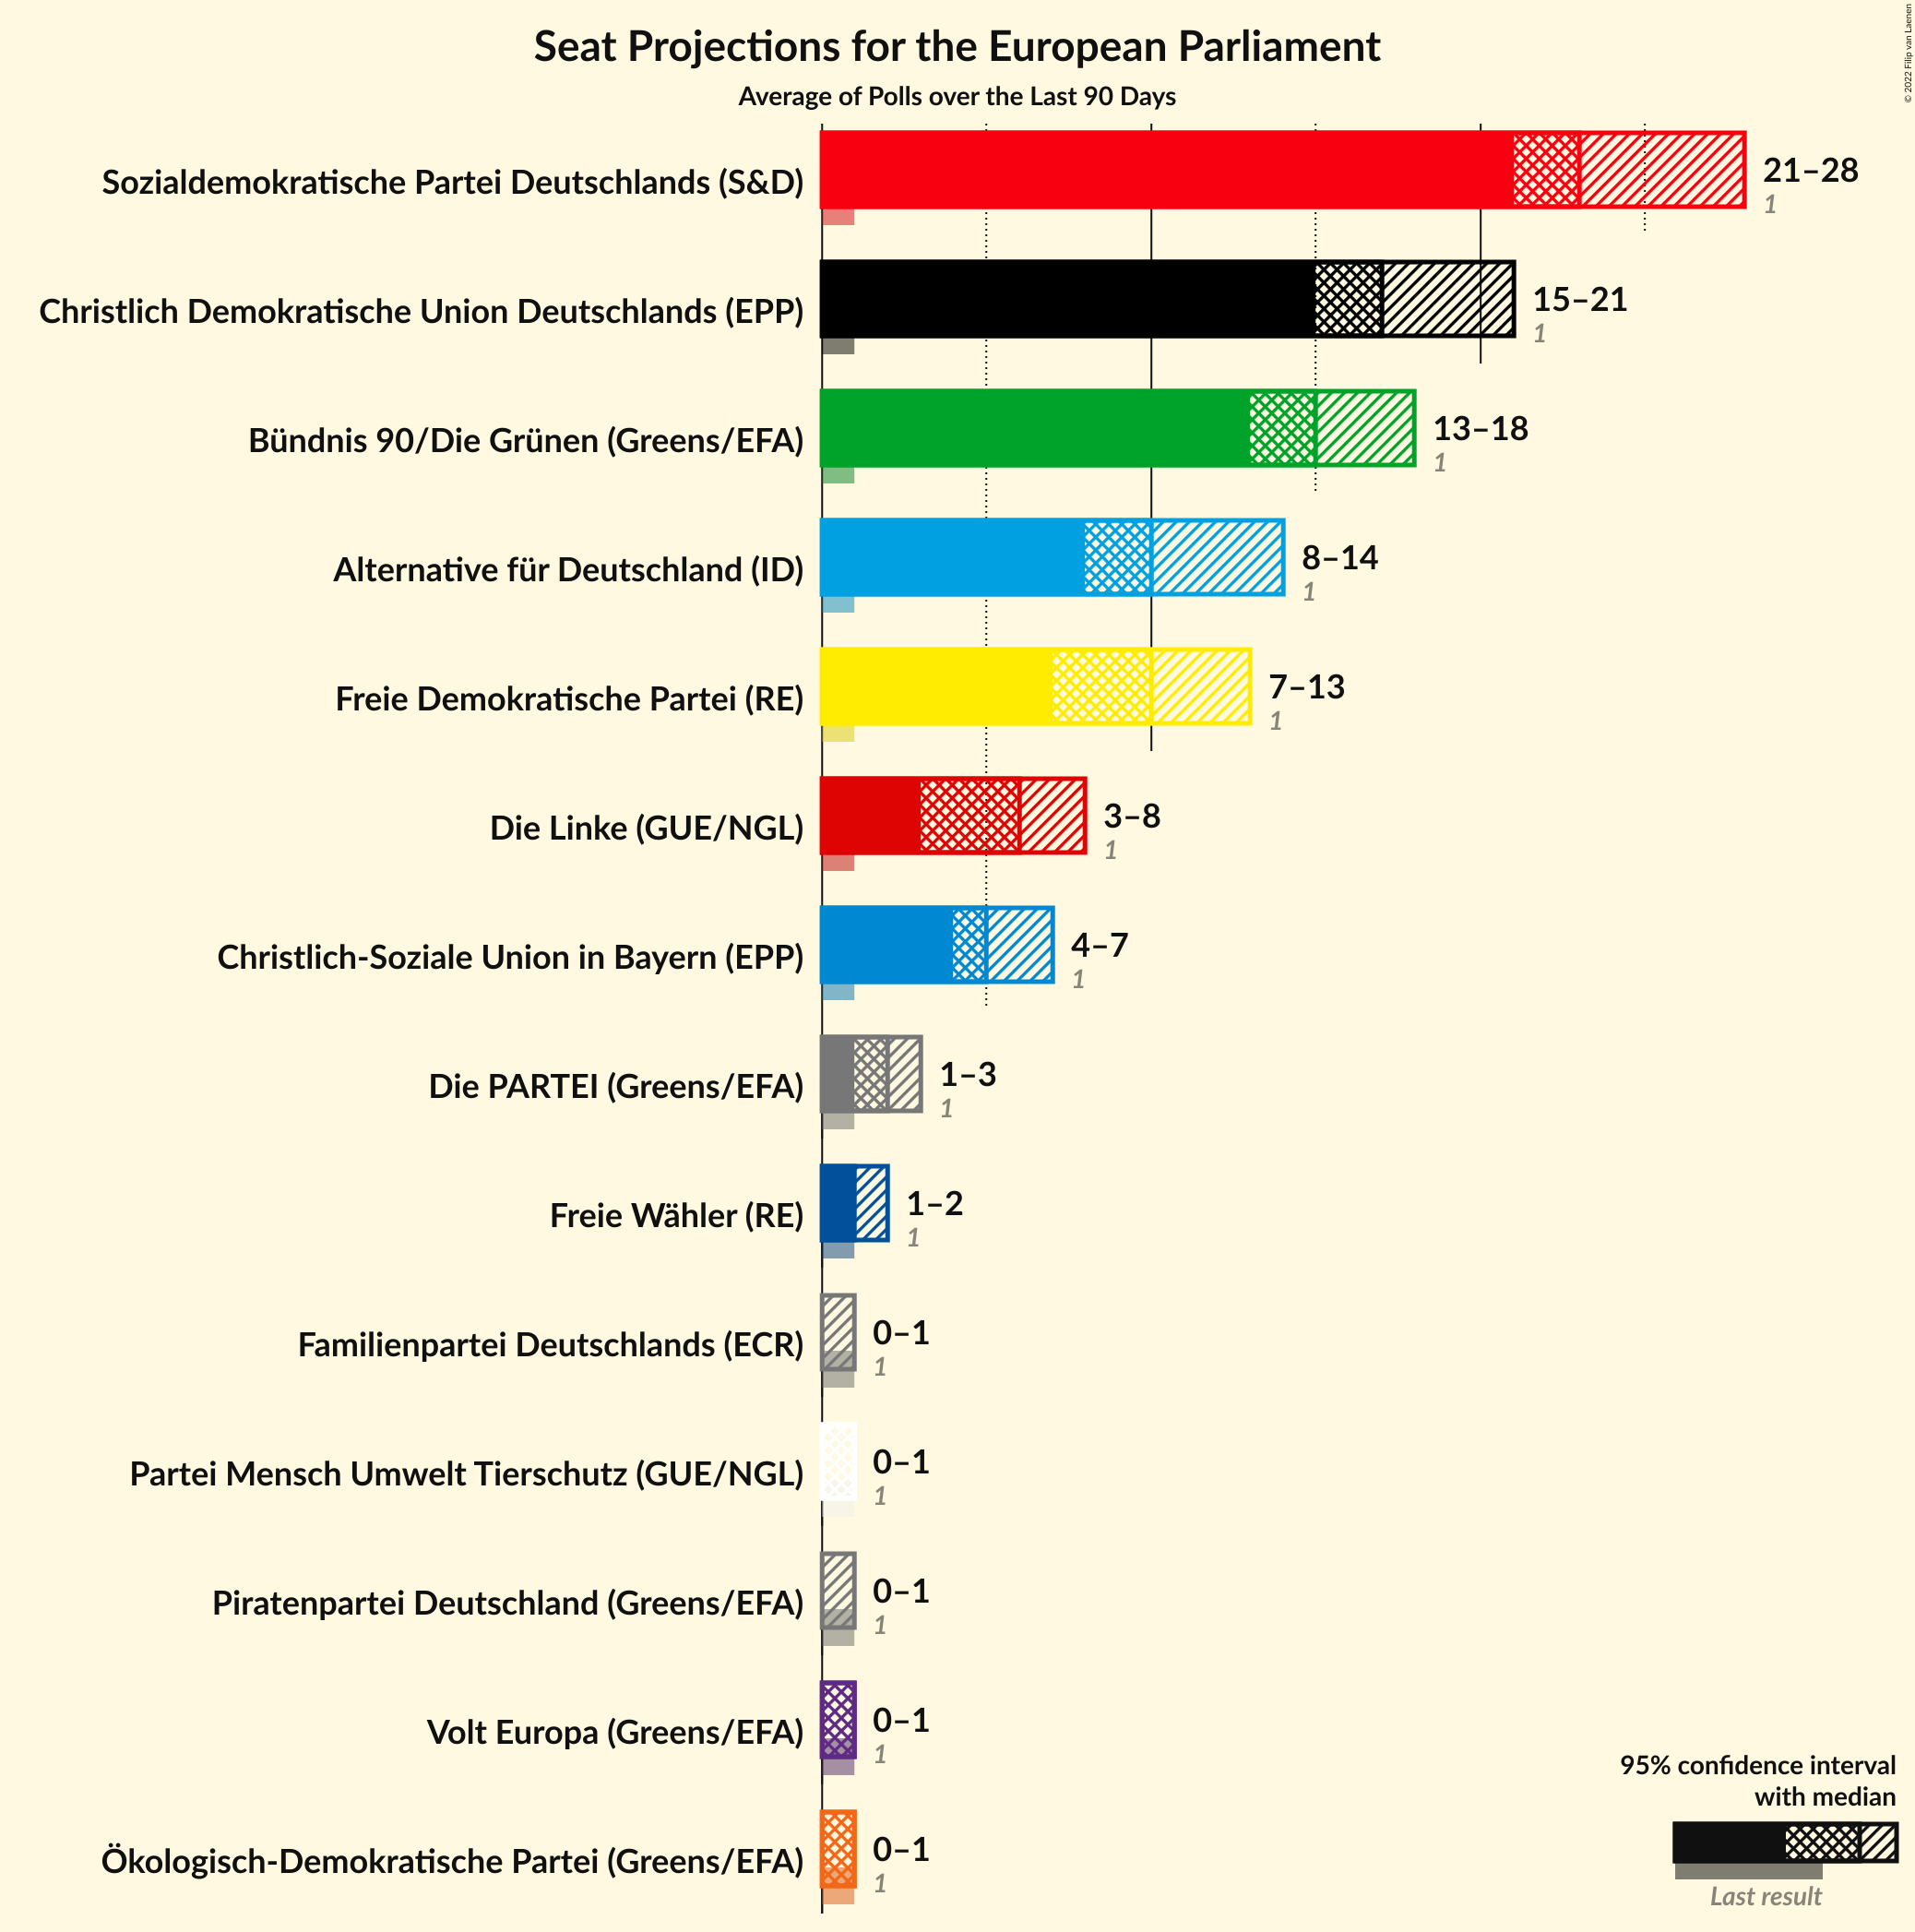 Seat Projections for the European Parliament
Average of Polls over the Last 90 Days
© 2022 Filip van Laenen
Sozialdemokratische Partei Deutschlands (S&D)
21–28
1
Christlich Demokratische Union Deutschlands (EPP)
15–21
1
Bündnis 90/Die Grünen (Greens/EFA)
13–18
1
Alternative für Deutschland (ID)
8–14
1
Freie Demokratische Partei (RE)
7–13
1
Die Linke (GUE/NGL)
3–8
1
Christlich-Soziale Union in Bayern (EPP)
4–7
1
Die PARTEI (Greens/EFA)
1–3
1
Freie Wähler (RE)
1–2
1
Familienpartei Deutschlands (ECR)
0–1
1
Partei Mensch Umwelt Tierschutz (GUE/NGL)
0–1
1
Piratenpartei Deutschland (Greens/EFA)
0–1
1
Volt Europa (Greens/EFA)
0–1
1
Ökologisch-Demokratische Partei (Greens/EFA)
0–1
1
95% confidence interval
with median
Last result